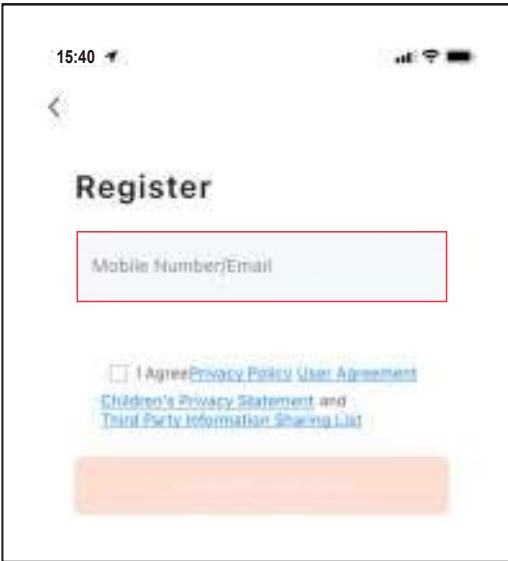 15:40
Register
Mobile Number/Email
I AgreePrivacy Policy User Agreement
Children's Privacy Statement and
Third Party Information Sharing List